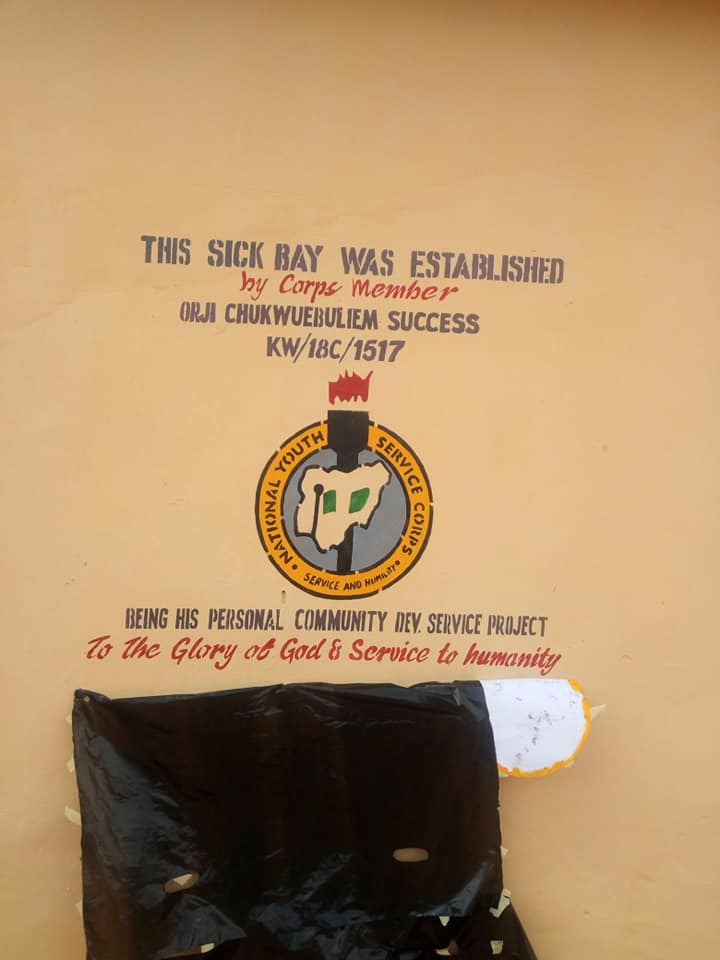 THIS SICK BAY WAS ESTABLISHED
by Corps Member
ORJI CHUKWUEBULIEM SUCCESS
KW/18C/1517
NATIONAL YOUTH SERVICE CORPS
SERVICE AND HUMILITY
BEING HIS PERSONAL COMMUNITY DEV. SERVICE PROJECT
To The Glory of God & Service to humanity